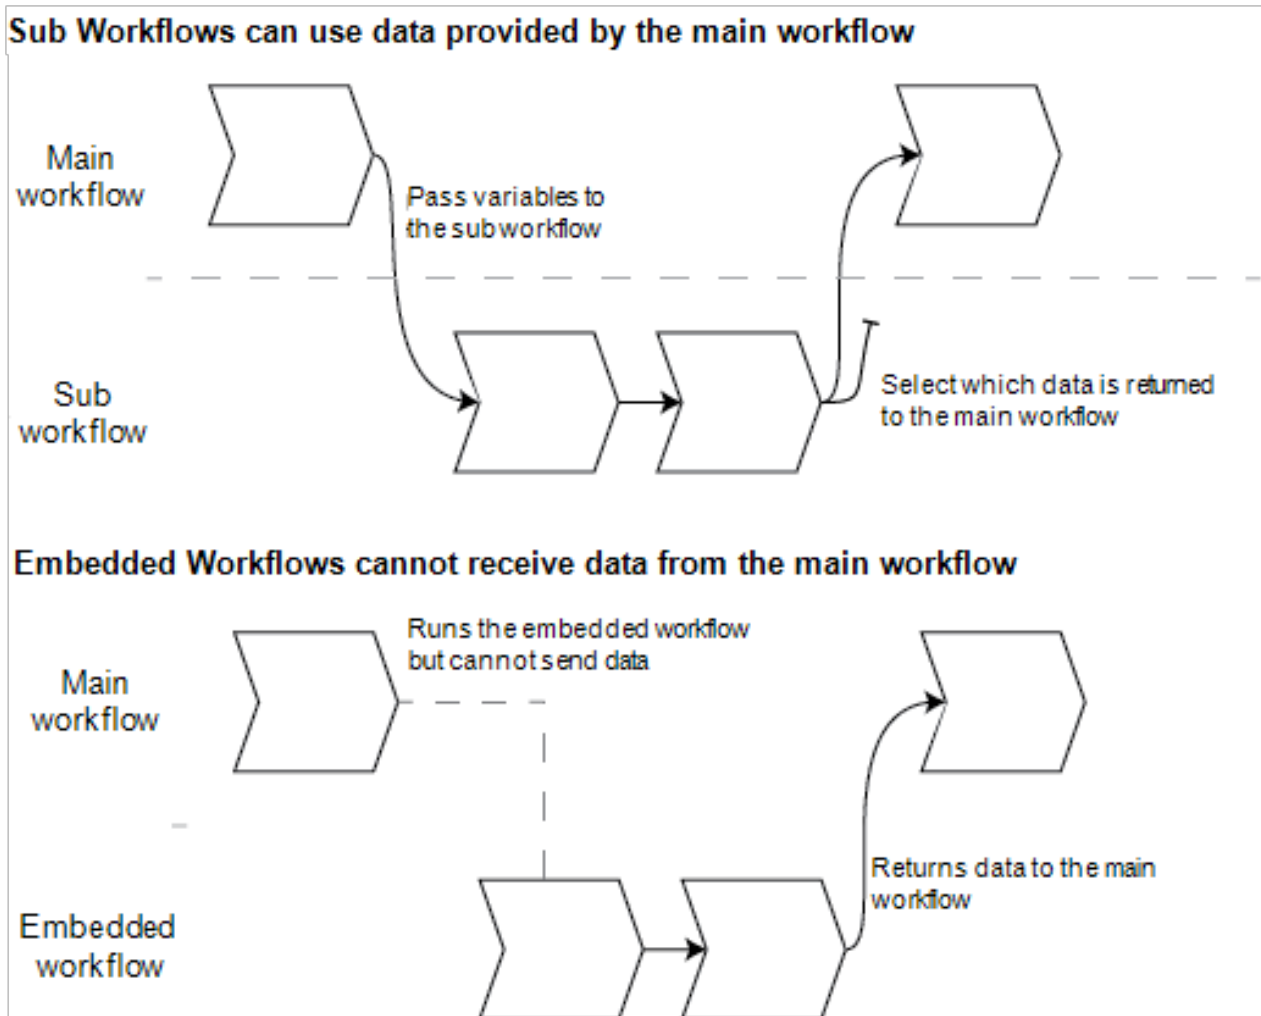 Sub Workflows can use data provided by the main workflow
Main
workflow
Pass variables to
the sub workflow
Sub
workflow
Select which data is returned
to the main workflow
Embedded Workflows cannot receive data from the main workflow
Runs the embedded workflow
but cannot send data
Main
workflow
Returns data to the main
workflow
Embedded
workflow